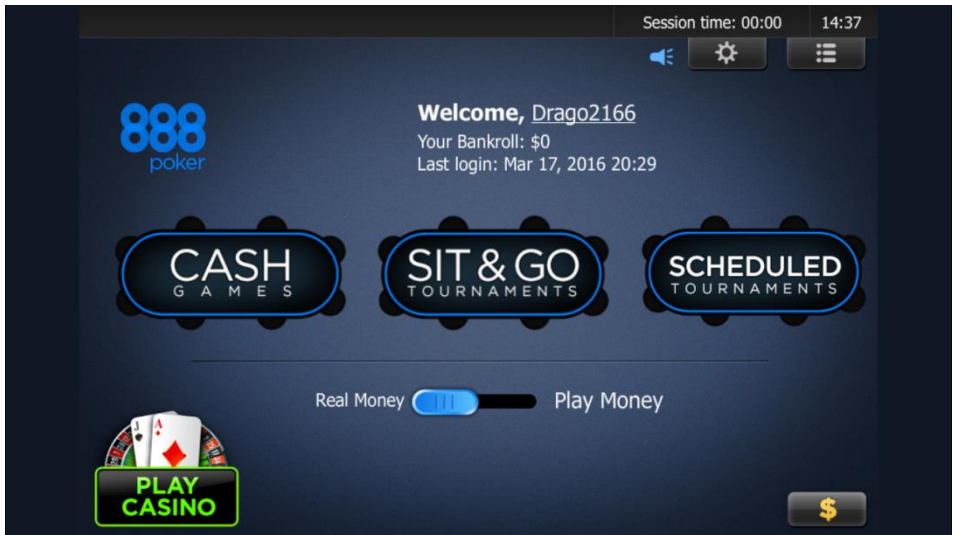 Session time: 00:00 14:37
888
poker
Welcome, Drago2166
Your Bankroll: $0
Last login: Mar 17, 2016 20:29
CASH
GAMES
SIT & GO
TOURNAMENTS
SCHEDULED
TOURNAMENTS
Real Money Play Money
J A
PLAY
CASINO
$